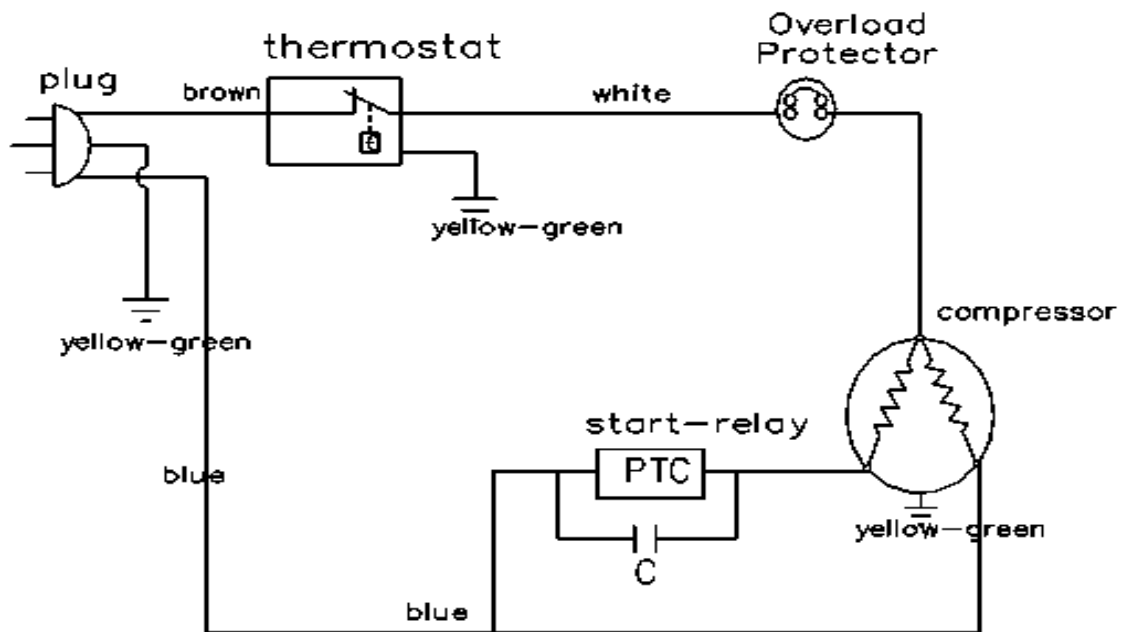 Overload
Protector
thermostat
plug
brown
white
t
yellow-green
yellow-green
compressor
start-relay
PTC
blue
yellow-green
C
blue